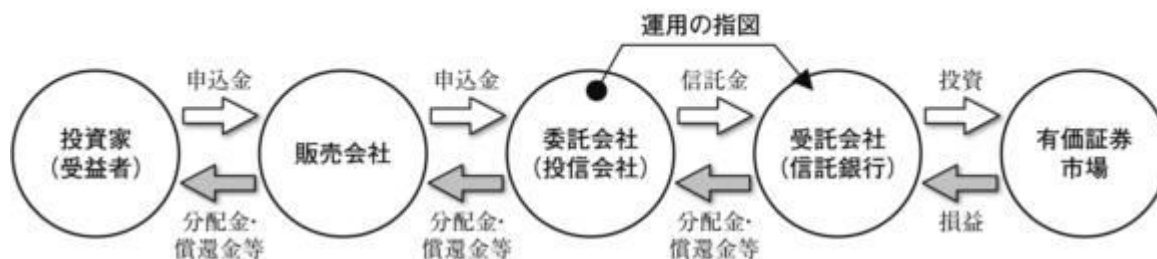 運用の指図
申込金
申込金
信託金
投資
投資家
(受益者)
販売会社
委託会社
(投信会社)
受託会社
(信託銀行)
有価証券
市場
分配金・
償還金等
分配金・
償還金等
分配金・
償還金等
損益